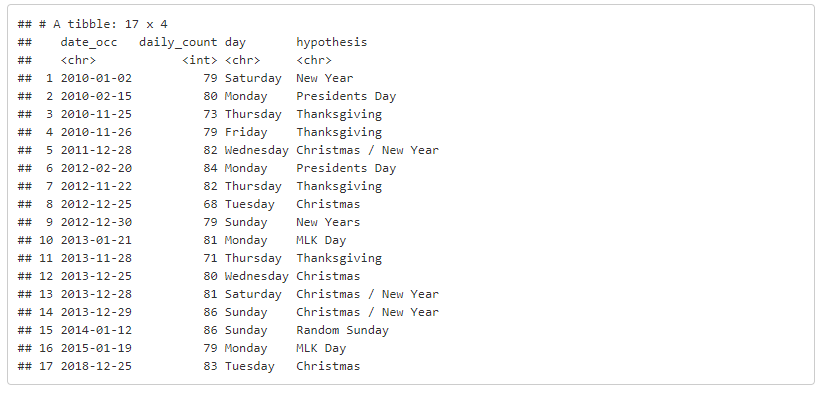 ## # A tibble: 17 x 4
##    date_occ   daily_count day       hypothesis
##    <chr>            <int> <chr>     <chr>
##  1 2010-01-02          79 Saturday  New Year
##  2 2010-02-15          80 Monday    Presidents Day
##  3 2010-11-25          73 Thursday  Thanksgiving
##  4 2010-11-26          79 Friday    Thanksgiving
##  5 2011-12-28          82 Wednesday Christmas / New Year
##  6 2012-02-20          84 Monday    Presidents Day
##  7 2012-11-22          82 Thursday  Thanksgiving
##  8 2012-12-25          68 Tuesday   Christmas
##  9 2012-12-30          79 Sunday    New Years
## 10 2013-01-21          81 Monday    MLK Day
## 11 2013-11-28          71 Thursday  Thanksgiving
## 12 2013-12-25          80 Wednesday Christmas
## 13 2013-12-28          81 Saturday  Christmas / New Year
## 14 2013-12-29          86 Sunday    Christmas / New Year
## 15 2014-01-12          86 Sunday    Random Sunday
## 16 2015-01-19          79 Monday    MLK Day
## 17 2018-12-25          83 Tuesday   Christmas